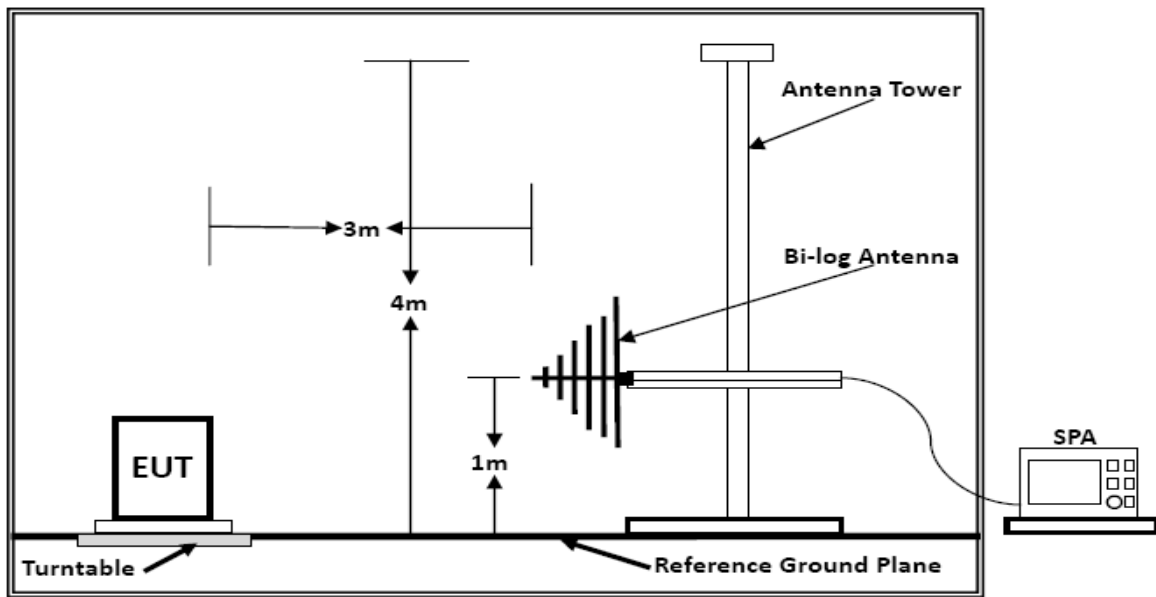 Antenna Tower
3m
Bi-log Antenna
4m
EUT
1m
SPA
Turntable
Reference Ground Plane